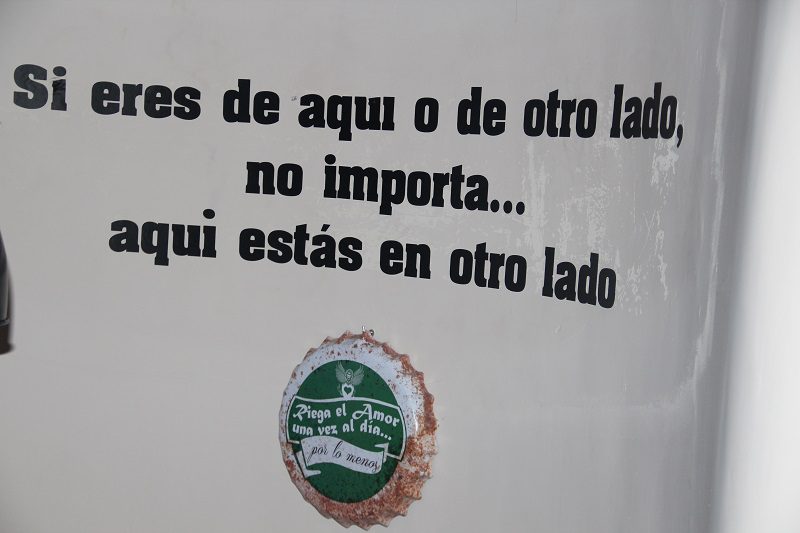 Si eres de aqui o de otro lado,
no importa...
aqui estás en otro lado
Riega el Amor
una vez al día...
por lo menos